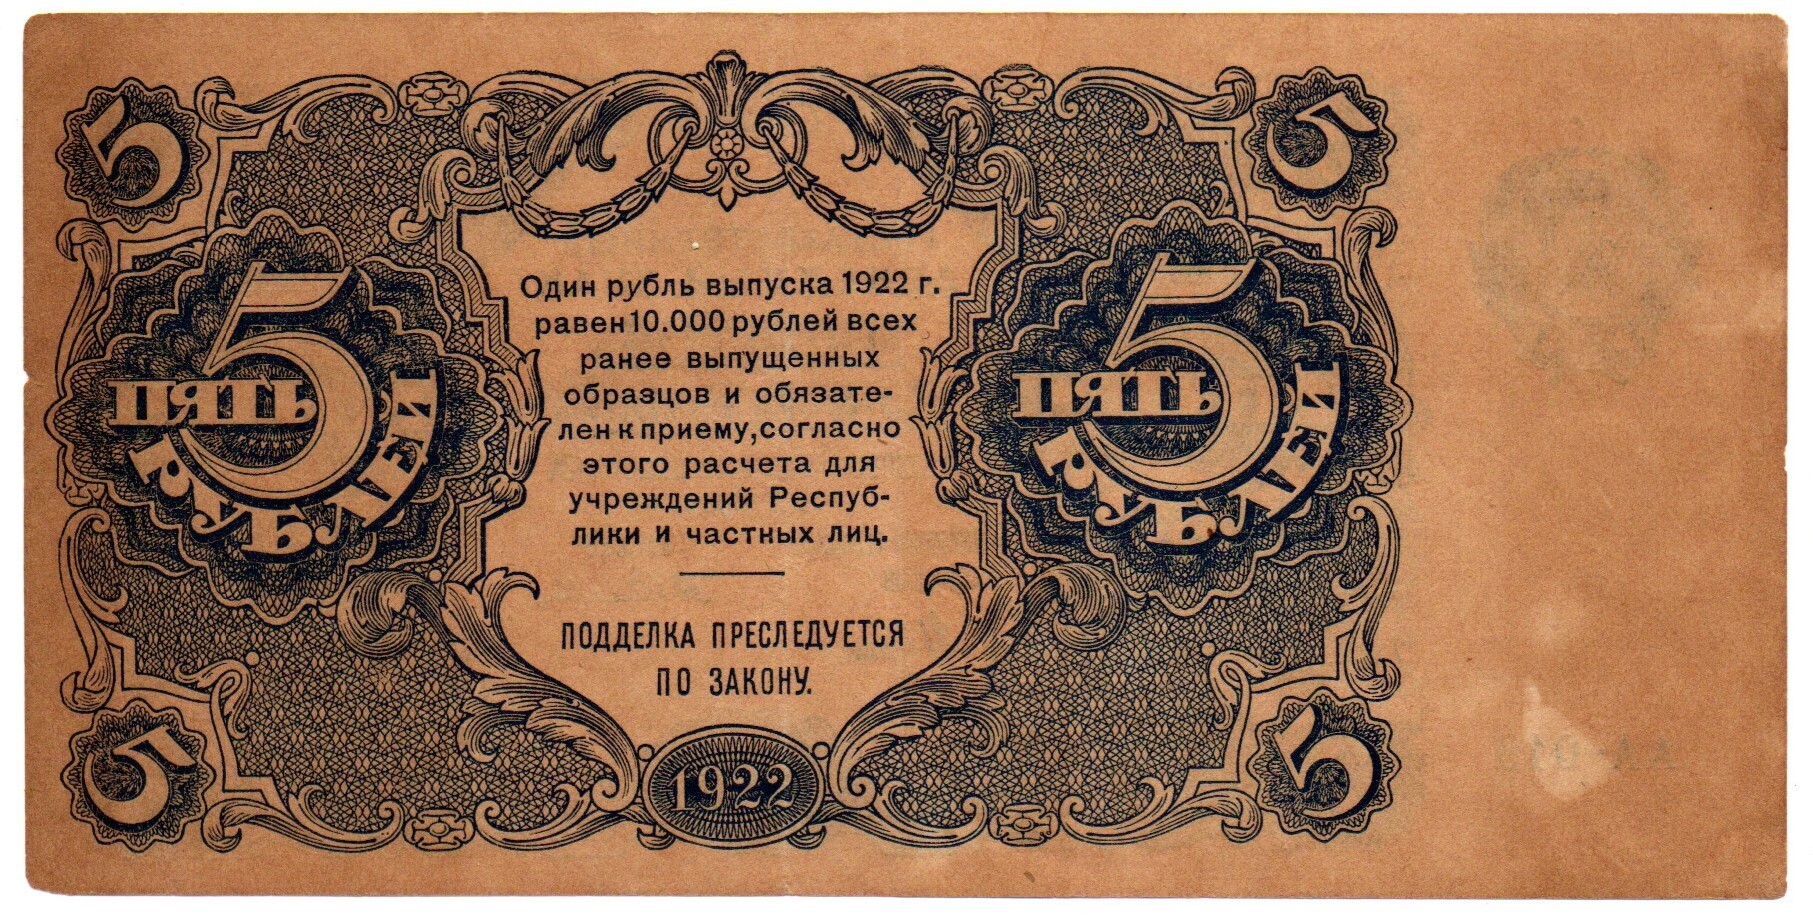 5 5
Один рубль выпуска 1922 г.
равен 10.000 рублей всех
ранее выпущенных
образцов и обязате-
лен к приему, согласно
этого расчета для
учреждений Респуб-
лики и частных лиц.
5 ПЯТЬ РУБЛЕЙ
5 ПЯТЬ РУБЛЕЙ
ПОДДЕЛКА ПРЕСЛЕДУЕТСЯ
ПО ЗАКОНУ.
5 1922 5